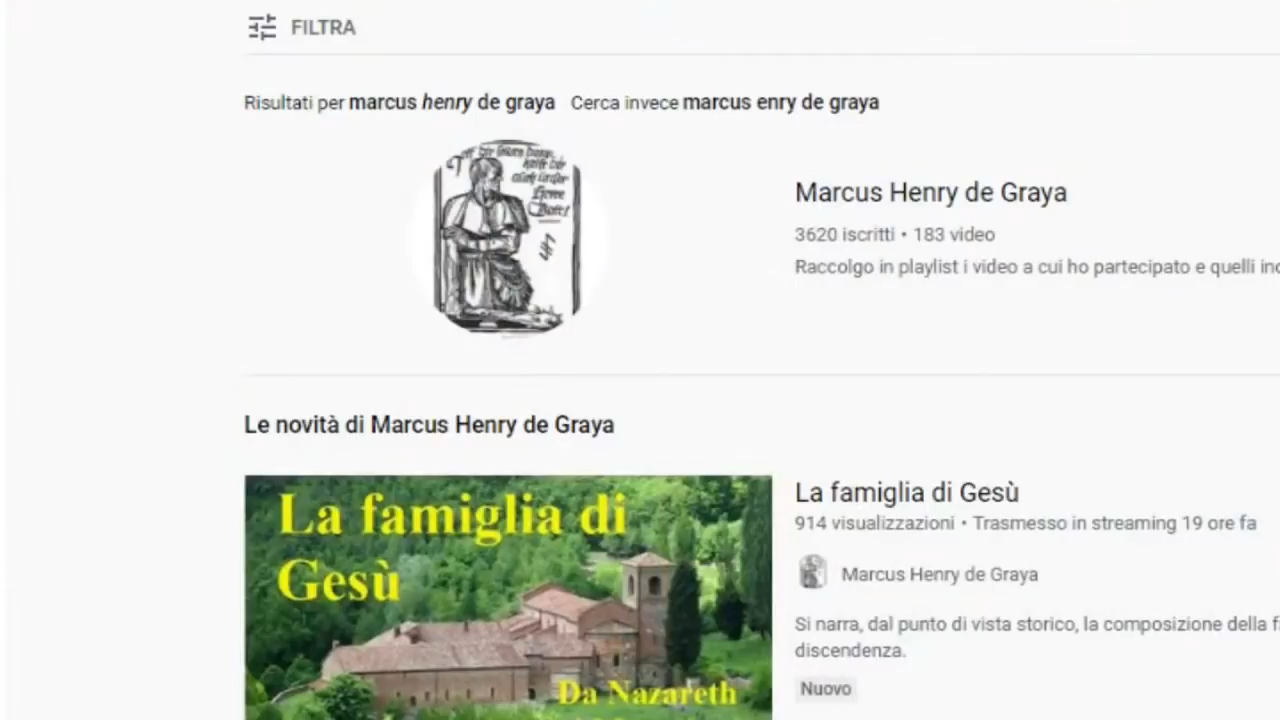 FILTRA
Risultati per marcus henry de graya Cerca invece marcus enry de graya
Marcus Henry de Graya
3620 iscritti • 183 video
Raccolgo in playlist i video a cui ho partecipato e quelli
Le novità di Marcus Henry de Graya
La famiglia di
Gesù
Da Nazareth
La famiglia di Gesù
914 visualizzazioni • Trasmesso in streaming 19 ore fa
Marcus Henry de Graya
Si narra, dal punto di vista storico, la composizione della
discendenza.
Nuovo